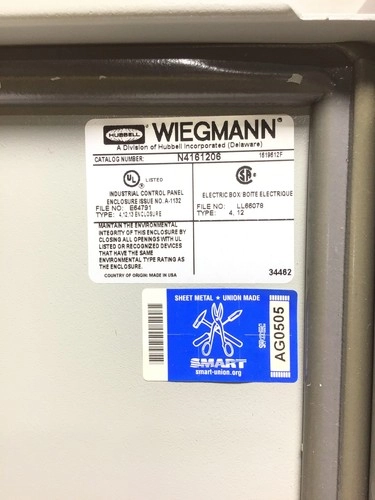 HUBBELL WIEGMANN®
A Division of Hubbell Incorporated (Delaware)
CATALOG NUMBER: N4161206 1619612F
UL LISTED
INDUSTRIAL CONTROL PANEL
ENCLOSURE ISSUE NO. A-1132
FILE NO: E64791
TYPE: 4,12,13 ENCLOSURE
ELECTRIC BOX/ BOITE ELECTRIQUE
FILE NO: LL66078
TYPE: 4, 12
MAINTAIN THE ENVIRONMENTAL
INTEGRITY OF THIS ENCLOSURE BY
CLOSING ALL OPENINGS WITH UL
LISTED OR RECOGNIZED DEVICES
THAT HAVE THE SAME
ENVIRONMENTAL TYPE RATING AS
THE ENCLOSURE.
COUNTRY OF ORIGIN: MADE IN USA
34462
SHEET METAL • UNION MADE
SMART
smart-union.org
AG0505